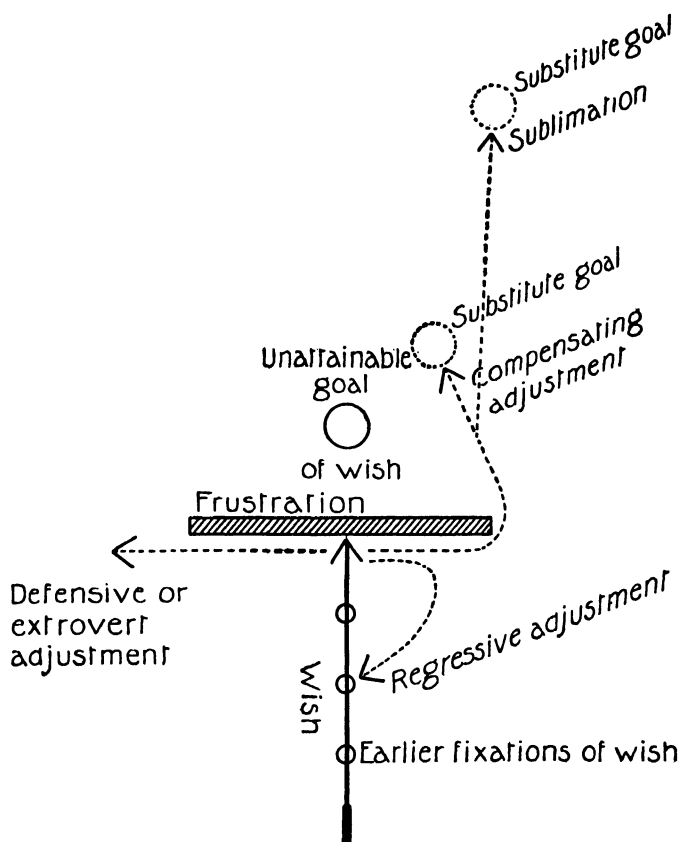 Substitute goal
Sublimation
Substitute goal
Compensating
adjustment
Unattainable
goal
of wish
Frustration
Defensive or
extrovert
adjustment
Regressive adjustment
Wish
Earlier fixations of wish